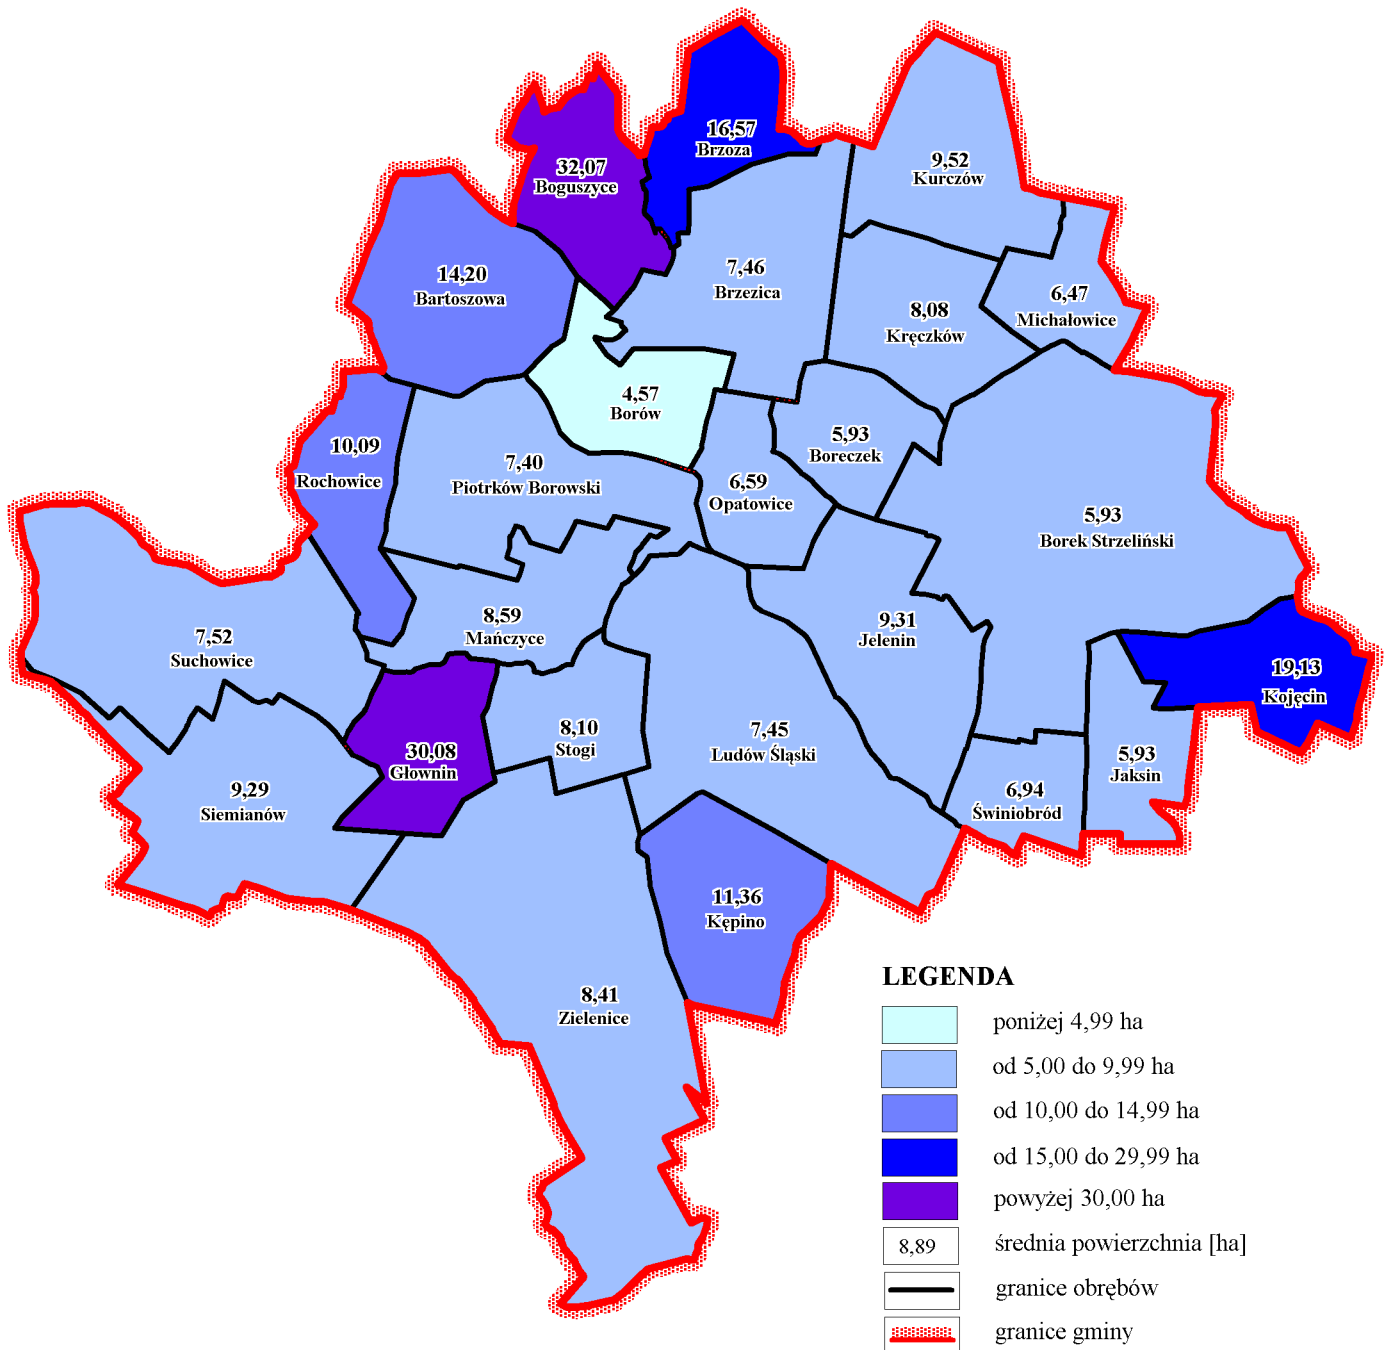 16,57
Brzoza
9,52
Kurczów
32,07
Boguszyce
14,20
Bartoszowa
7,46
Brzezica
6,47
Michałowice
8,08
Kręczków
4,57
Borów
5,93
Boreczek
10,09
Rochowice
7,40
Piotrków Borowski
6,59
Opatowice
5,93
Borek Strzeliński
8,59
Mańczyce
9,31
Jelenin
7,52
Suchowice
19,13
Kojęcin
8,10
Stogi
7,45
Ludów Śląski
30,08
Głownin
5,93
Jaksin
9,29
Siemianów
6,94
Świniobród
11,36
Kępino
8,41
Zielenice
LEGENDA
poniżej 4,99 ha
od 5,00 do 9,99 ha
od 10,00 do 14,99 ha
od 15,00 do 29,99 ha
powyżej 30,00 ha
8,89 średnia powierzchnia [ha]
granice obrębów
granice gminy